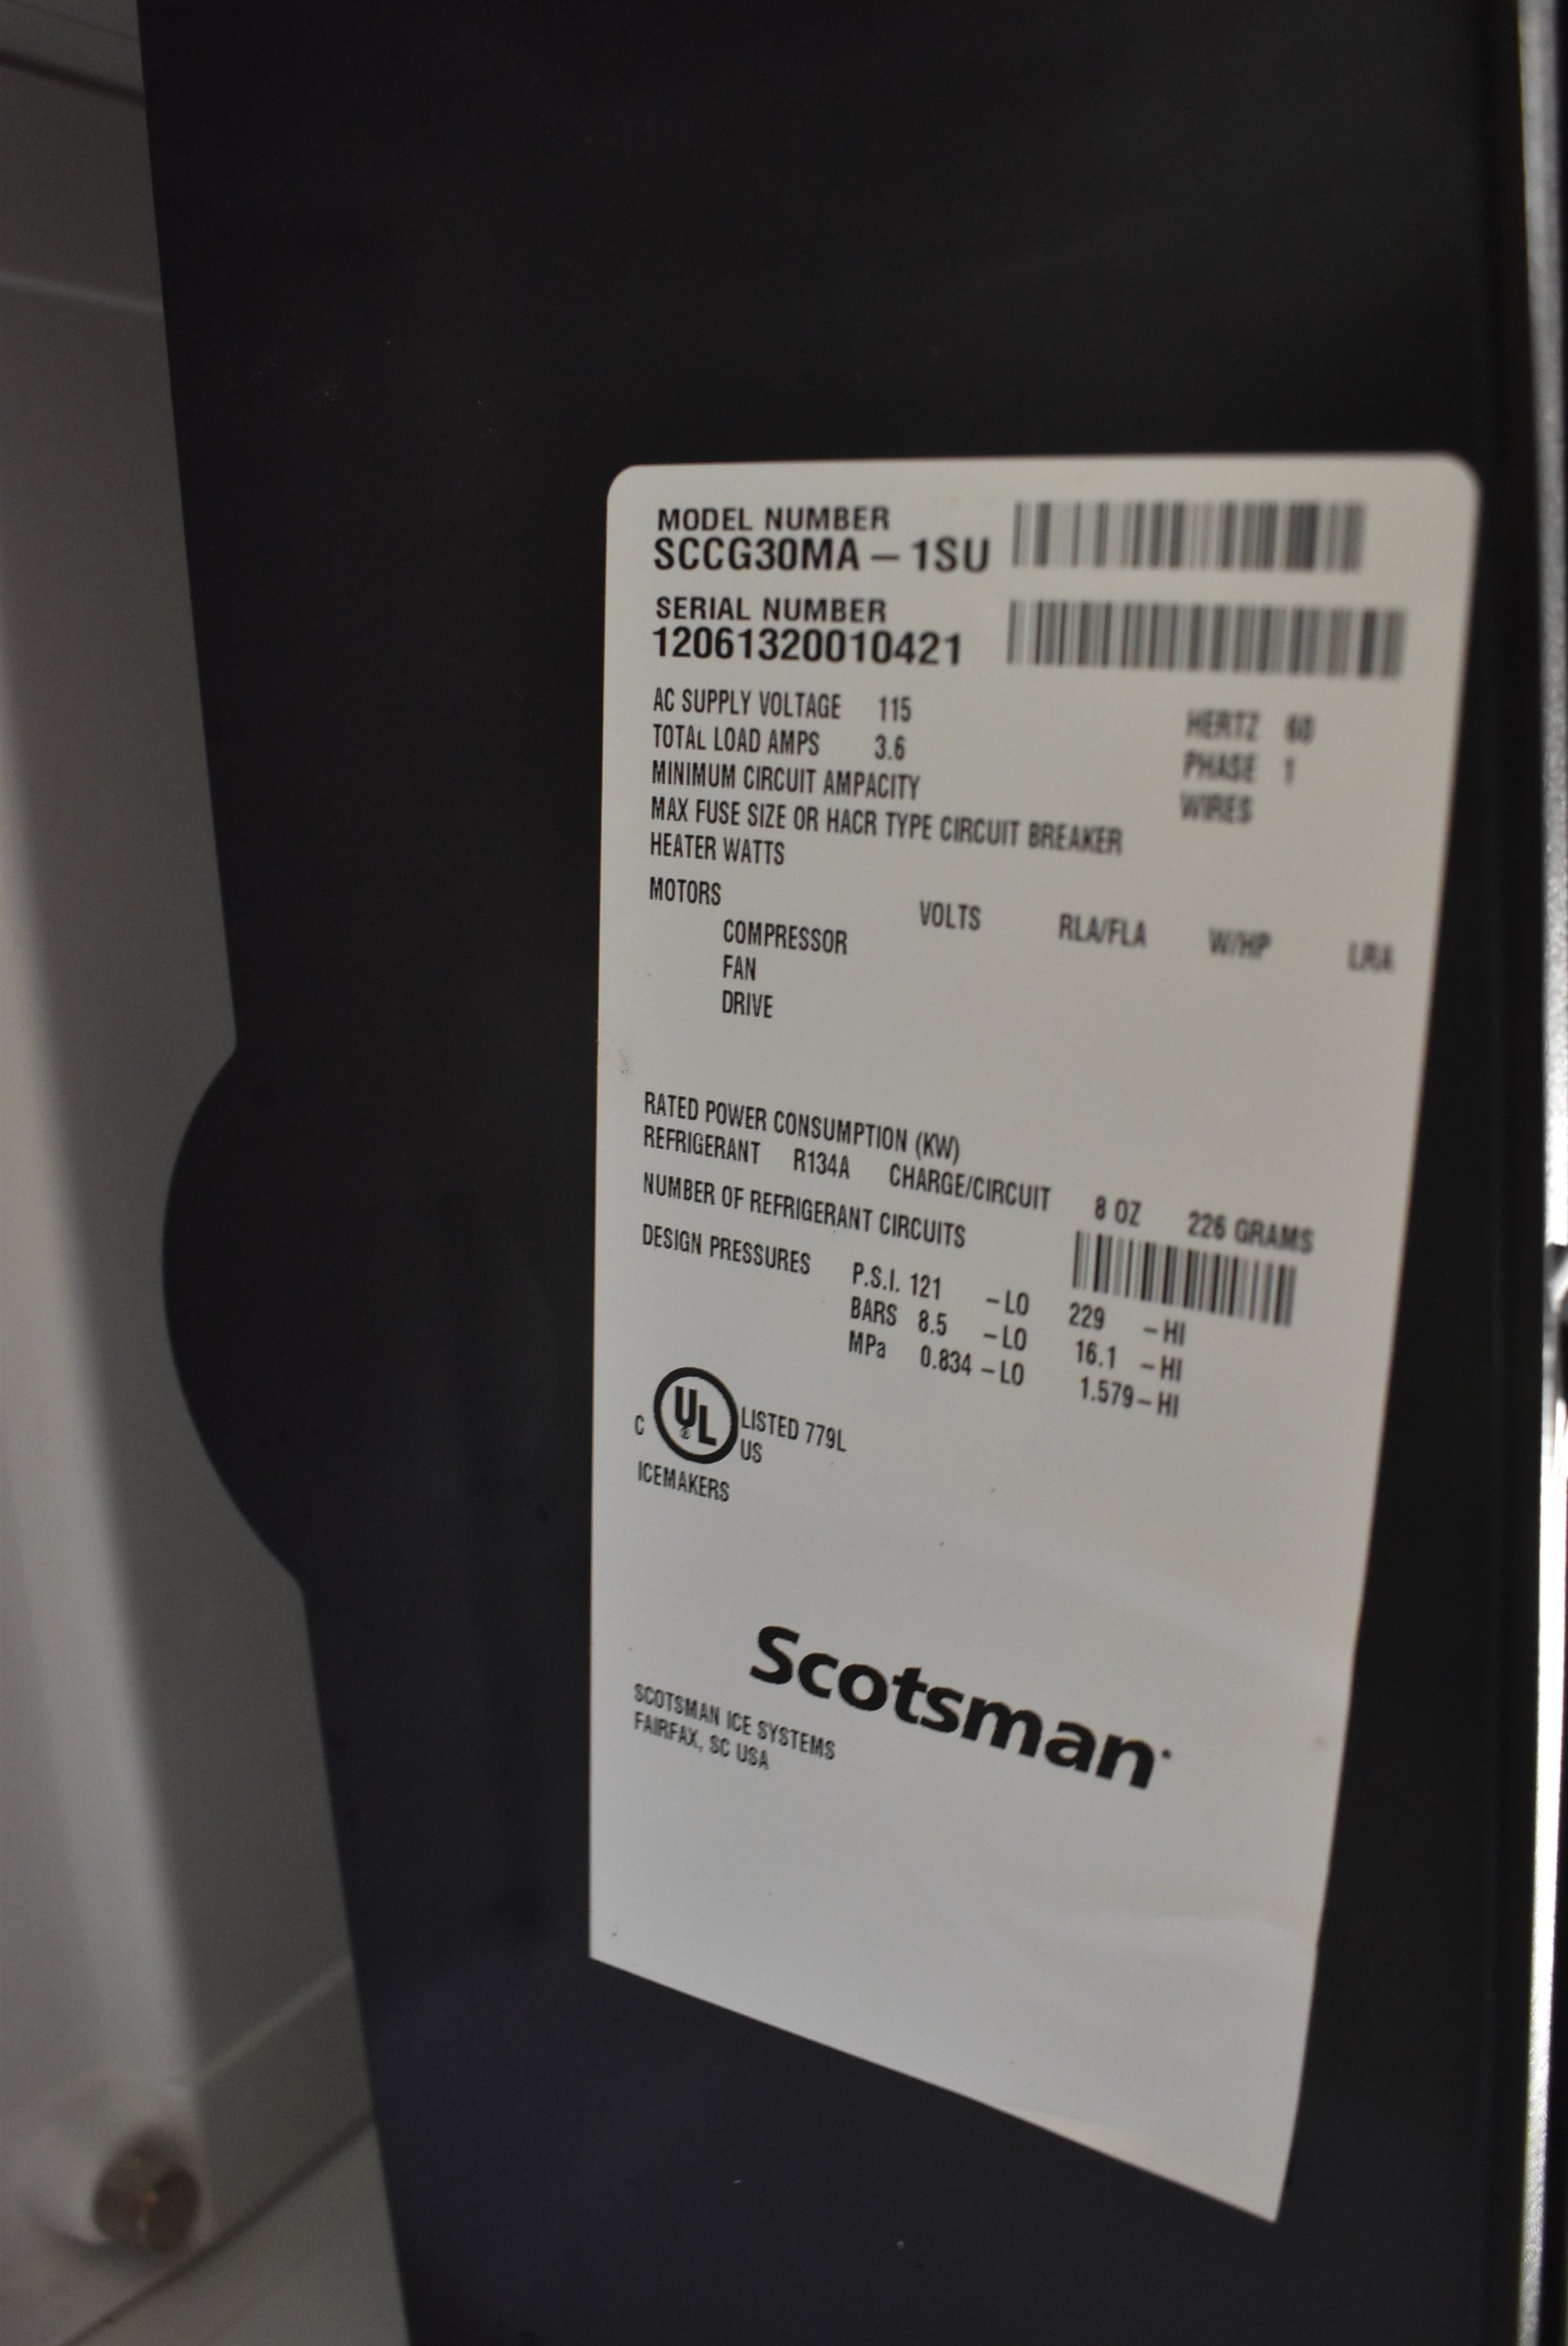 MODEL NUMBER
SCCG30MA – 1SU
SERIAL NUMBER
12061320010421
AC SUPPLY VOLTAGE 115 HERTZ 60
TOTAL LOAD AMPS 3.6 PHASE 1
MINIMUM CIRCUIT AMPACITY WIRES
MAX FUSE SIZE OR HACR TYPE CIRCUIT BREAKER
HEATER WATTS
MOTORS VOLTS RLA/FLA W/HP LRA
COMPRESSOR
FAN
DRIVE
RATED POWER CONSUMPTION (KW)
REFRIGERANT R134A CHARGE/CIRCUIT 8 OZ 226 GRAMS
NUMBER OF REFRIGERANT CIRCUITS
DESIGN PRESSURES P.S.I. 121 – LO 229 – HI
BARS 8.5 – LO 16.1 – HI
MPa 0.834 – LO 1.579 – HI
C UL ® LISTED 779L
US
ICEMAKERS
Scotsman
SCOTSMAN ICE SYSTEMS
FAIRFAX, SC USA